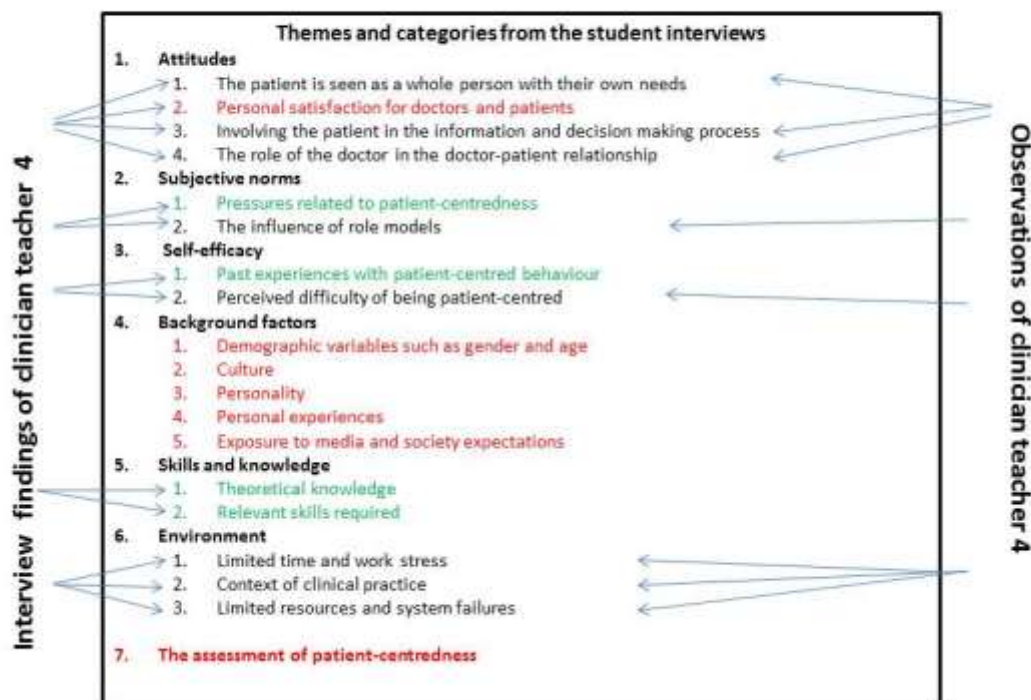 Themes and categories from the student interviews
1. Attitudes
1. The patient is seen as a whole person with their own needs
2. Personal satisfaction for doctors and patients
3. Involving the patient in the information and decision making process
4. The role of the doctor in the doctor-patient relationship
2. Subjective norms
1. Pressures related to patient-centredness
2. The influence of role models
3. Self-efficacy
1. Past experiences with patient-centred behaviour
2. Perceived difficulty of being patient-centred
4. Background factors
1. Demographic variables such as gender and age
2. Culture
3. Personality
4. Personal experiences
5. Exposure to media and society expectations
5. Skills and knowledge
1. Theoretical knowledge
2. Relevant skills required
6. Environment
1. Limited time and work stress
2. Context of clinical practice
3. Limited resources and system failures
7. The assessment of patient-centredness
Interview findings of clinician teacher 4
Observations of clinician teacher 4